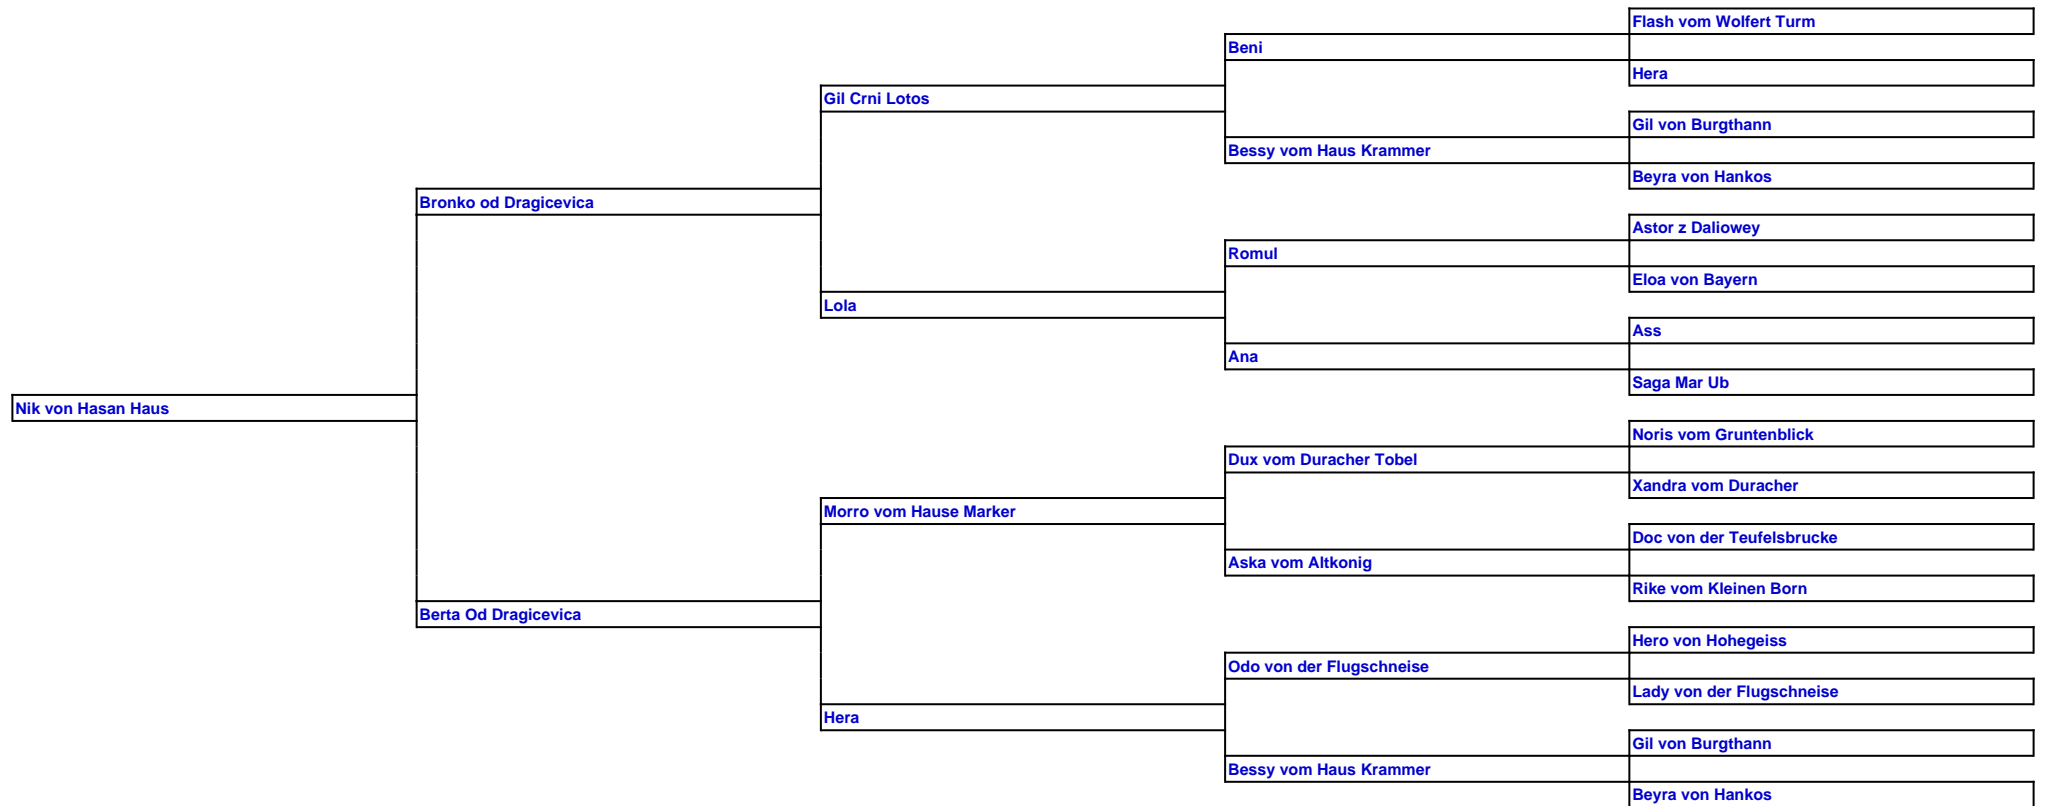 Flash vom Wolfert Turm
Beni
Hera
Gil Crni Lotos
Gil von Burgthann
Bessy vom Haus Krammer
Beyra von Hankos
Bronko od Dragicevica
Astor z Daliowey
Romul
Eloa von Bayern
Lola
Ass
Ana
Saga Mar Ub
Nik von Hasan Haus
Noris vom Gruntenblick
Dux vom Duracher Tobel
Xandra vom Duracher
Morro vom Hause Marker
Doc von der Teufelsbrucke
Aska vom Altkonig
Rike vom Kleinen Born
Berta Od Dragicevica
Hero von Hohegeiss
Odo von der Flugschneise
Lady von der Flugschneise
Hera
Gil von Burgthann
Bessy vom Haus Krammer
Beyra von Hankos